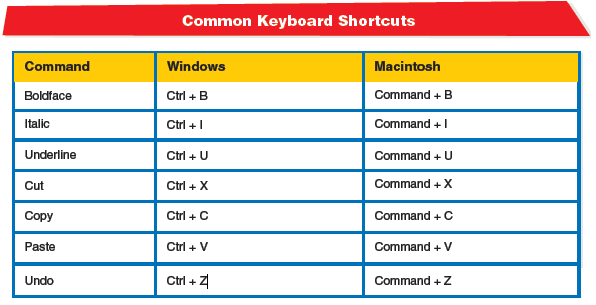 Common Keyboard Shortcuts
Command Windows Macintosh
Boldface Ctrl + B Command + B
Italic Ctrl + I Command + I
Underline Ctrl + U Command + U
Cut Ctrl + X Command + X
Copy Ctrl + C Command + C
Paste Ctrl + V Command + V
Undo Ctrl + Z Command + Z